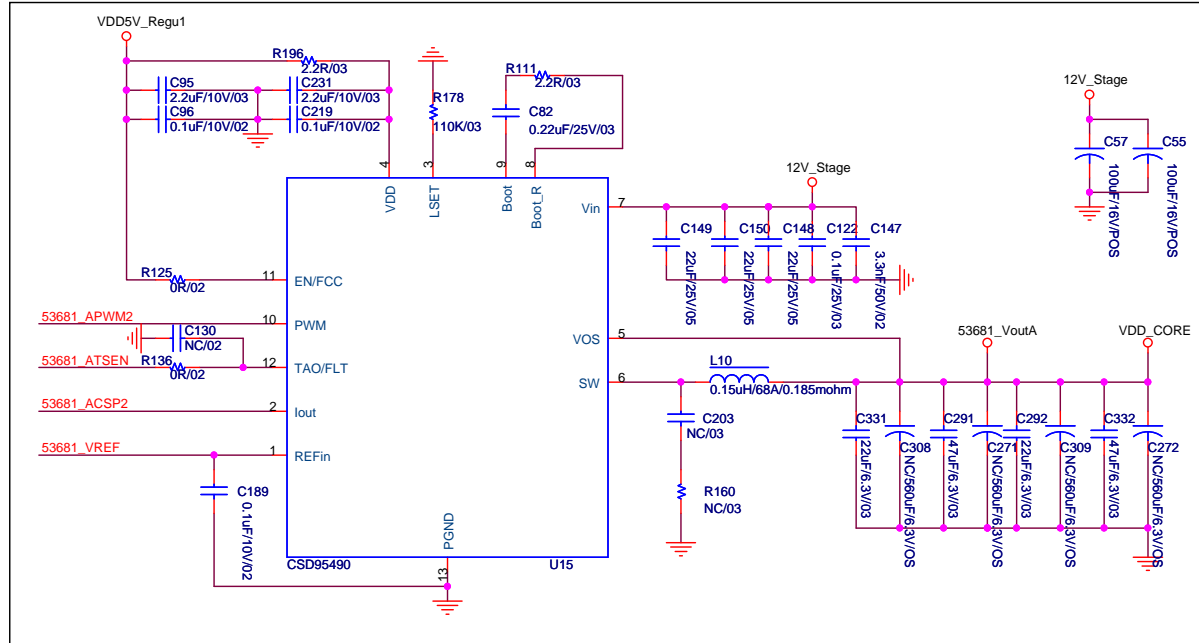 VDD5V_Regu1
R196
2.2R/03
C95
2.2uF/10V/03
C231
2.2uF/10V/03
C96
0.1uF/10V/02
C219
0.1uF/10V/02
R178
110K/03
R111
2.2R/03
C82
0.22uF/25V/03
12V_Stage
C57
100uF/16V/POS
C55
100uF/16V/POS
4
3
9
8
VDD
LSET
Boot
Boot_R
12V_Stage
Vin
7
C149
22uF/25V/05
C150
22uF/25V/05
C148
22uF/25V/05
C122
0.1uF/25V/03
C147
3.3nF/50V/02
R125
0R/02
11
EN/FCC
53681_APWM2
10
PWM
C130
NC/02
53681_ATSEN
R136
0R/02
12
TAO/FLT
53681_ACSP2
2
Iout
53681_VREF
1
REFin
C189
0.1uF/10V/02
VOS
5
SW
6
L10
0.15uH/68A/0.185mohm
53681_VoutA
VDD_CORE
C203
NC/03
R160
NC/03
C331
22uF/6.3V/03
C308
NC/560uF/6.3V/OS
C291
47uF/6.3V/03
C271
NC/560uF/6.3V/OS
C292
22uF/6.3V/03
C309
NC/560uF/6.3V/OS
C332
47uF/6.3V/03
C272
NC/560uF/6.3V/OS
PGND
13
CSD95490
U15